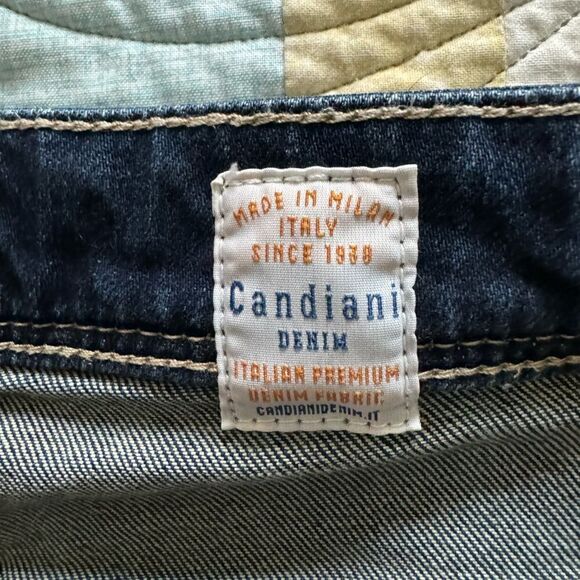 MADE IN MILAN
ITALY
SINCE 1938
Candiani
DENIM
ITALIAN PREMIUM
DENIM FABRIC
CANDIANIDENIM.IT